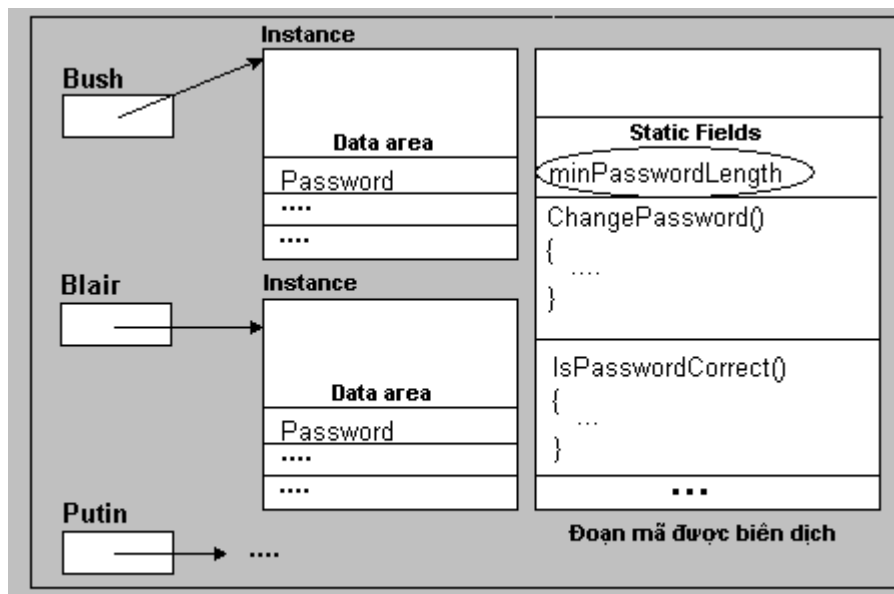 Instance
Bush
Data area
Password
....
....
Blair
Instance
Data area
Password
....
....
Putin
....
Static Fields
minPasswordLength
ChangePassword()
{
....
}
IsPasswordCorrect()
{
...
}
...
Đoạn mã được biên dịch